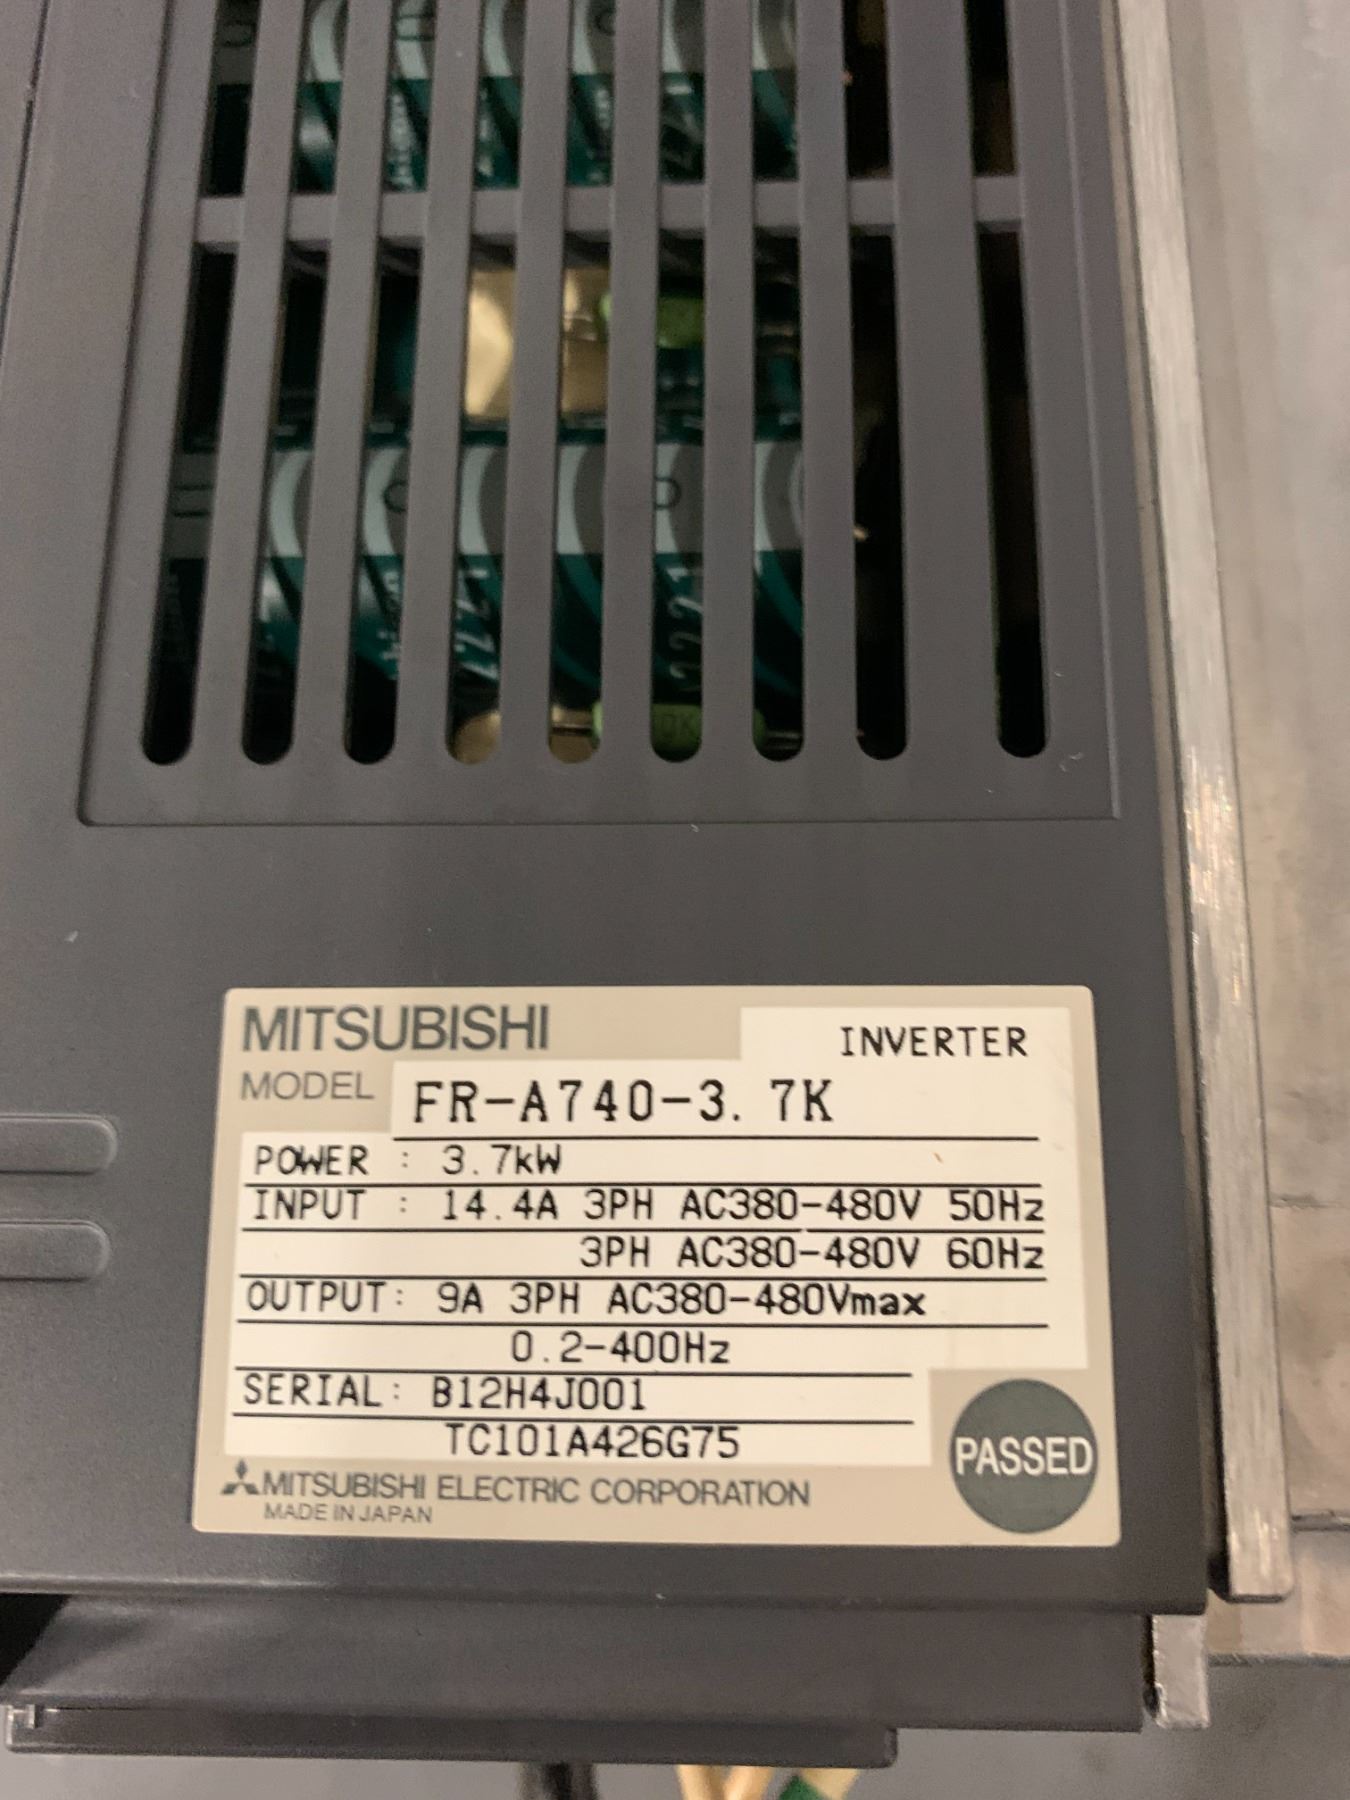 MITSUBISHI
INVERTER
MODEL FR-A740-3.7K
POWER : 3.7kW
INPUT : 14.4A 3PH AC380-480V 50Hz
3PH AC380-480V 60Hz
OUTPUT: 9A 3PH AC380-480Vmax
0.2-400Hz
SERIAL: B12H4J001
TC101A426G75
PASSED
MITSUBISHI ELECTRIC CORPORATION
MADE IN JAPAN